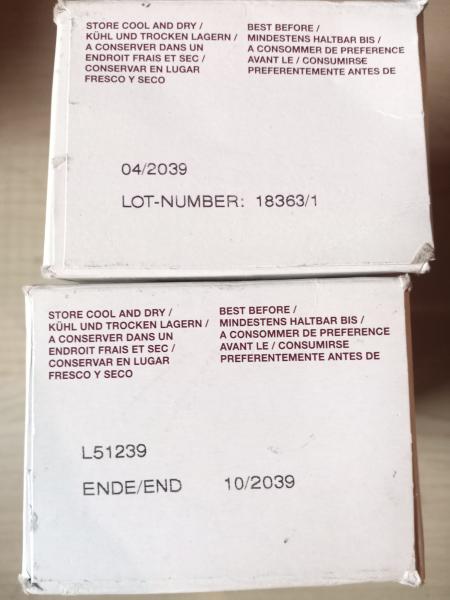 STORE COOL AND DRY /
KÜHL UND TROCKEN LAGERN /
A CONSERVER DANS UN
ENDROIT FRAIS ET SEC /
CONSERVAR EN LUGAR
FRESCO Y SECO
BEST BEFORE /
MINDESTENS HALTBAR BIS /
A CONSOMMER DE PREFERENCE
AVANT LE / CONSUMIRSE
PREFERENTEMENTE ANTES DE
04/2039
LOT-NUMBER: 18363/1
STORE COOL AND DRY /
KÜHL UND TROCKEN LAGERN /
A CONSERVER DANS UN
ENDROIT FRAIS ET SEC /
CONSERVAR EN LUGAR
FRESCO Y SECO
BEST BEFORE /
MINDESTENS HALTBAR BIS /
A CONSOMMER DE PREFERENCE
AVANT LE / CONSUMIRSE
PREFERENTEMENTE ANTES DE
L51239
ENDE/END 10/2039